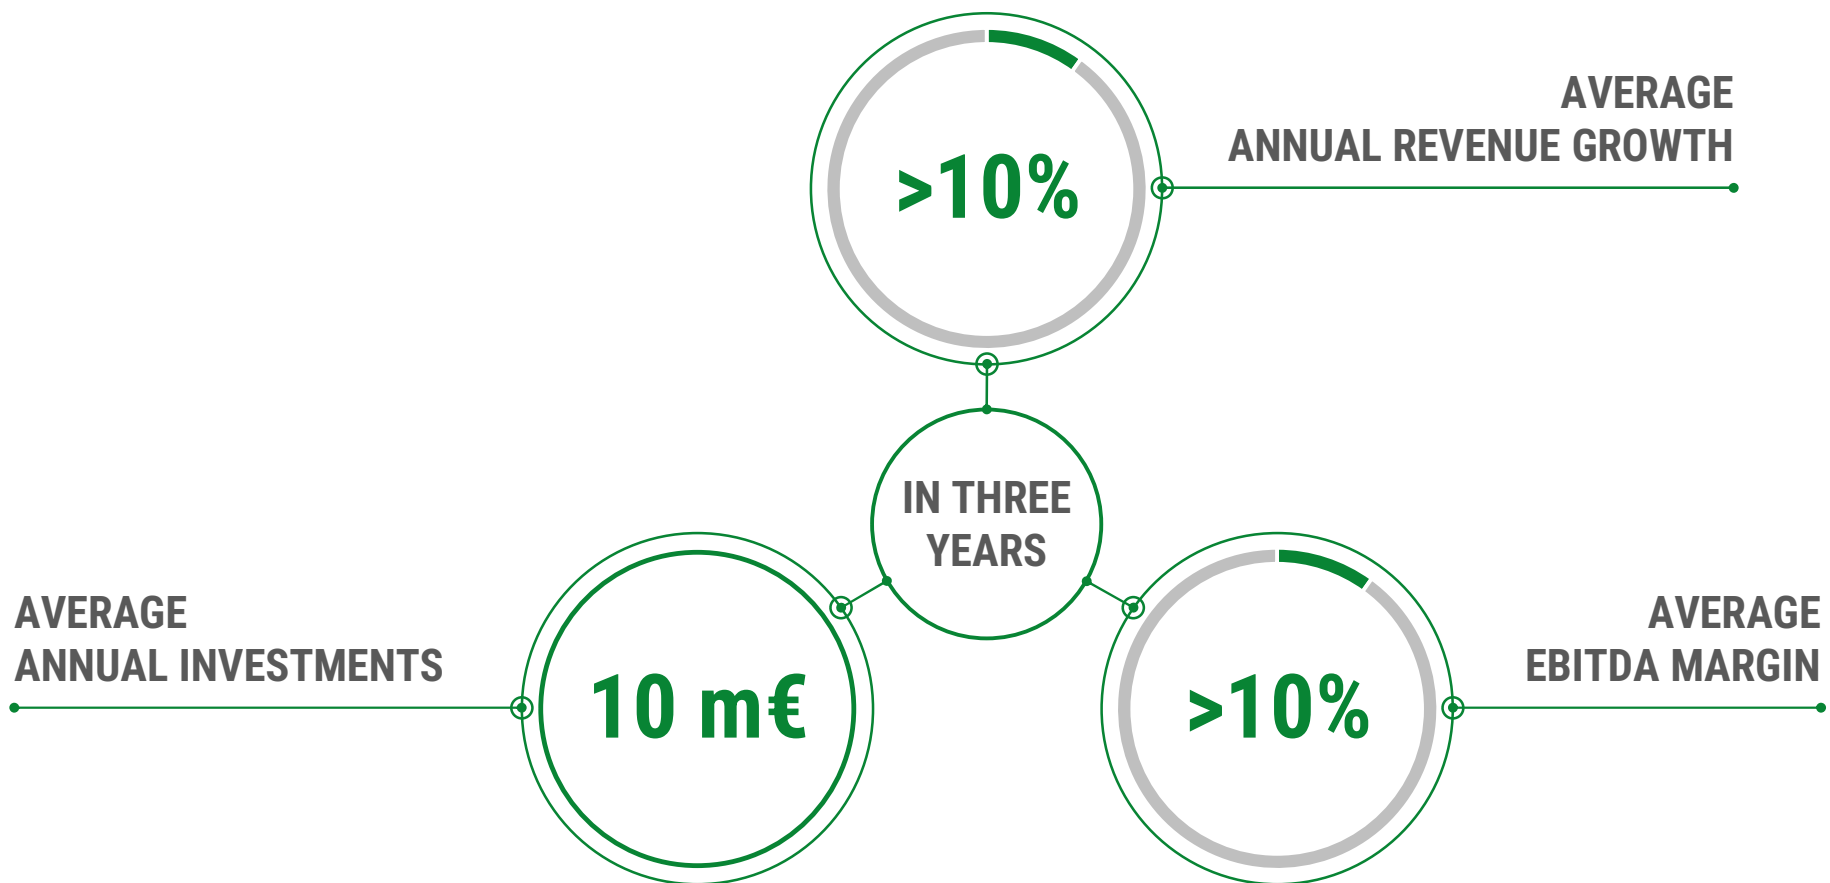 >10%
AVERAGE
ANNUAL REVENUE GROWTH
IN THREE
YEARS
AVERAGE
ANNUAL INVESTMENTS
10 m€
>10%
AVERAGE
EBITDA MARGIN